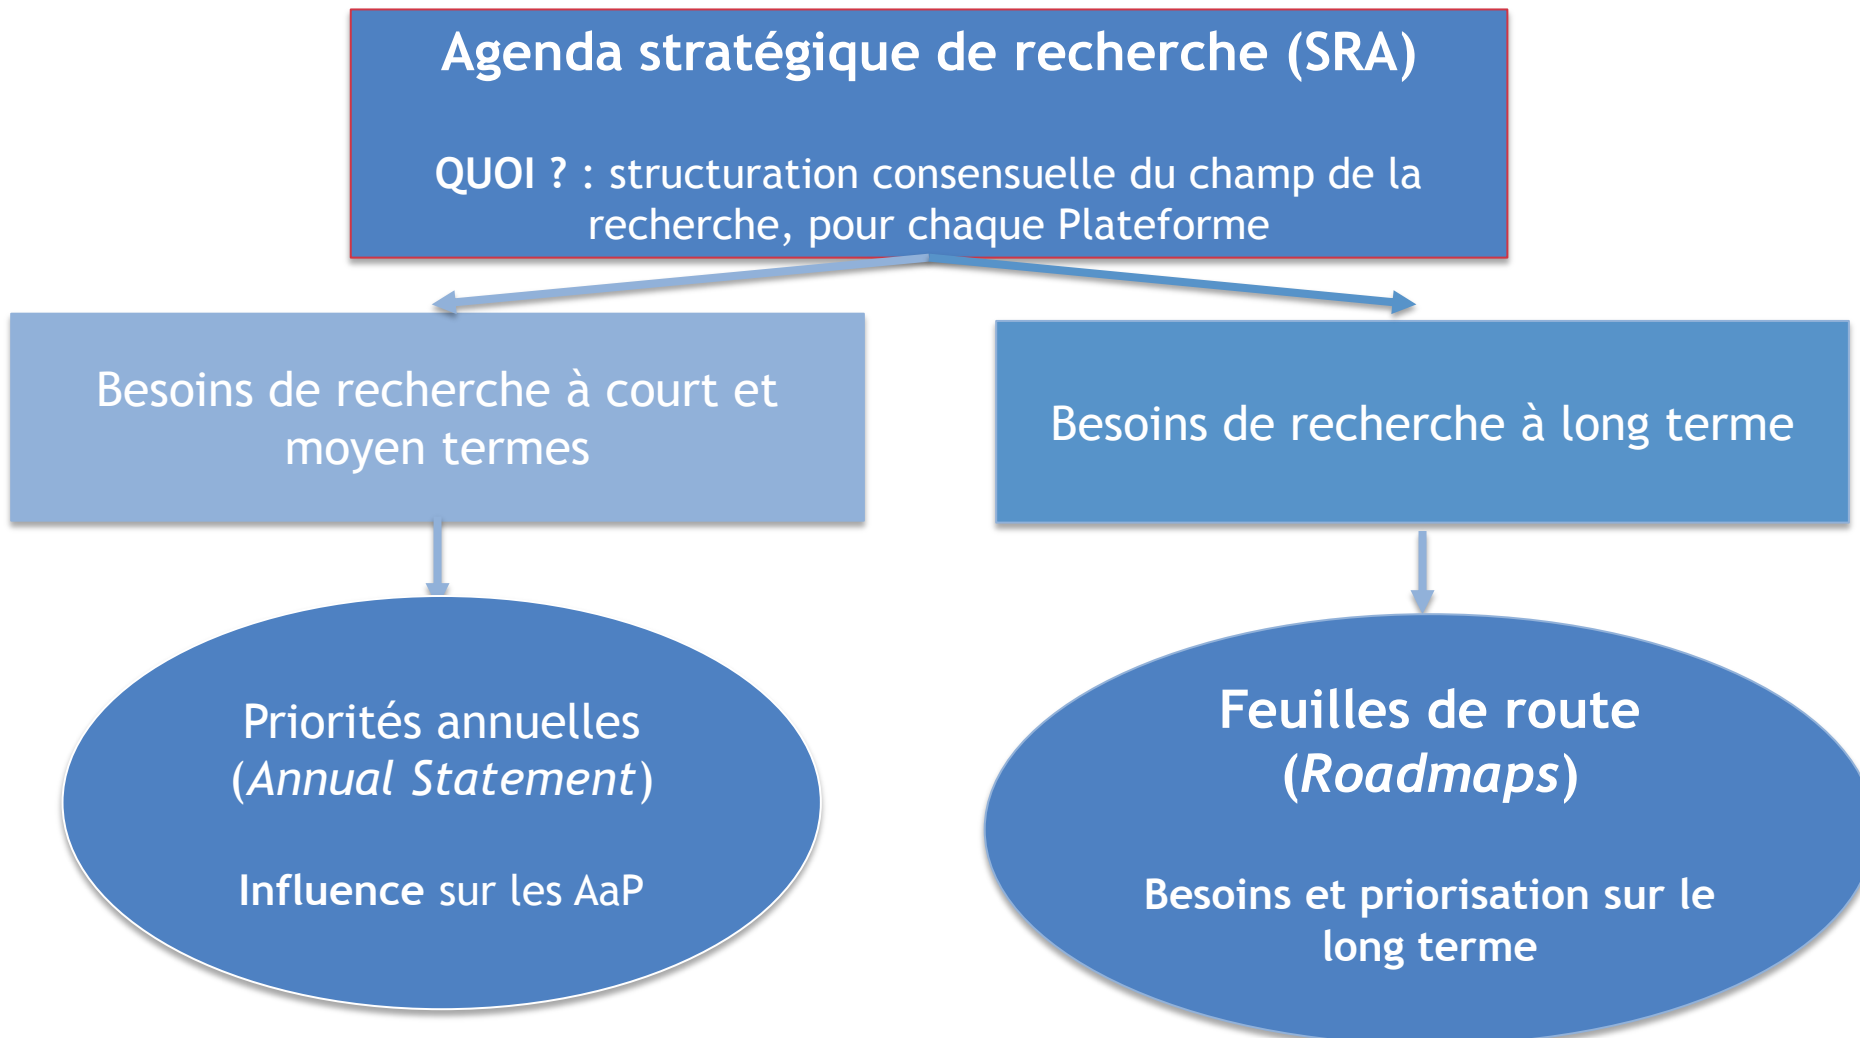 Agenda stratégique de recherche (SRA)
QUOI ? : structuration consensuelle du champ de la
recherche, pour chaque Plateforme
Besoins de recherche à court et
moyen termes
Besoins de recherche à long terme
Priorités annuelles
(Annual Statement)
Influence sur les AaP
Feuilles de route
(Roadmaps)
Besoins et priorisation sur le
long terme